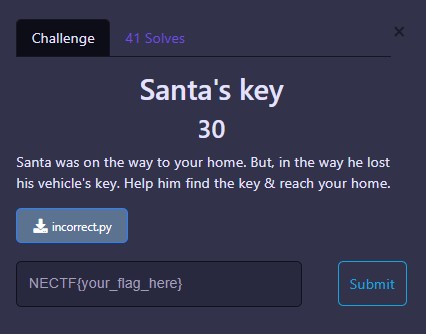 Challenge
41 Solves
×
Santa's key
30
Santa was on the way to your home. But, in the way he lost
his vehicle's key. Help him find the key & reach your home.
incorrect.py
NECTF{your_flag_here}
Submit